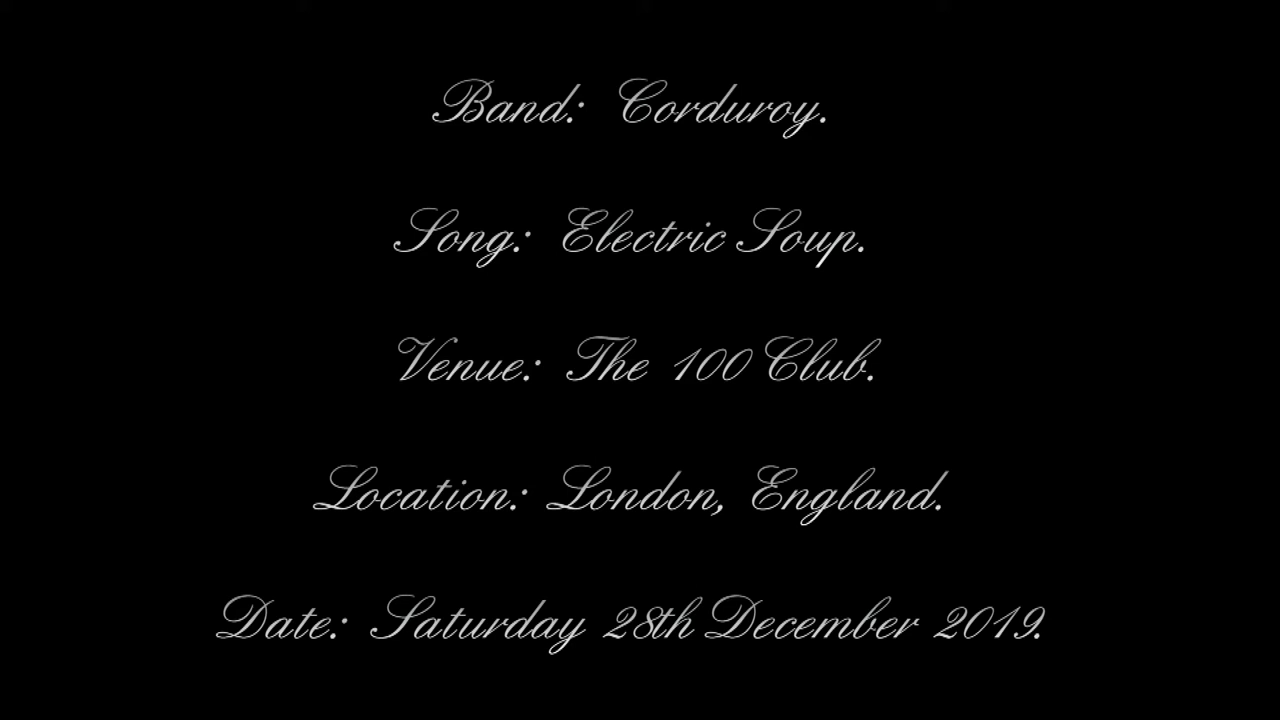 Band: Corduroy.
Song: Electric Soup.
Venue: The 100 Club.
Location: London, England.
Date: Saturday 28th December 2019.